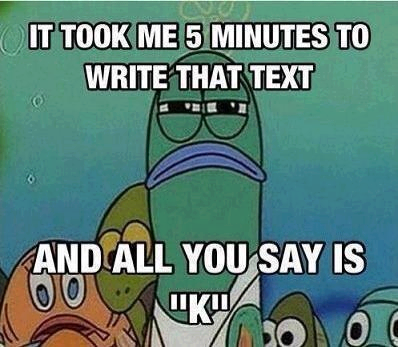 IT TOOK ME 5 MINUTES TO
WRITE THAT TEXT
AND ALL YOU SAY IS
"K"